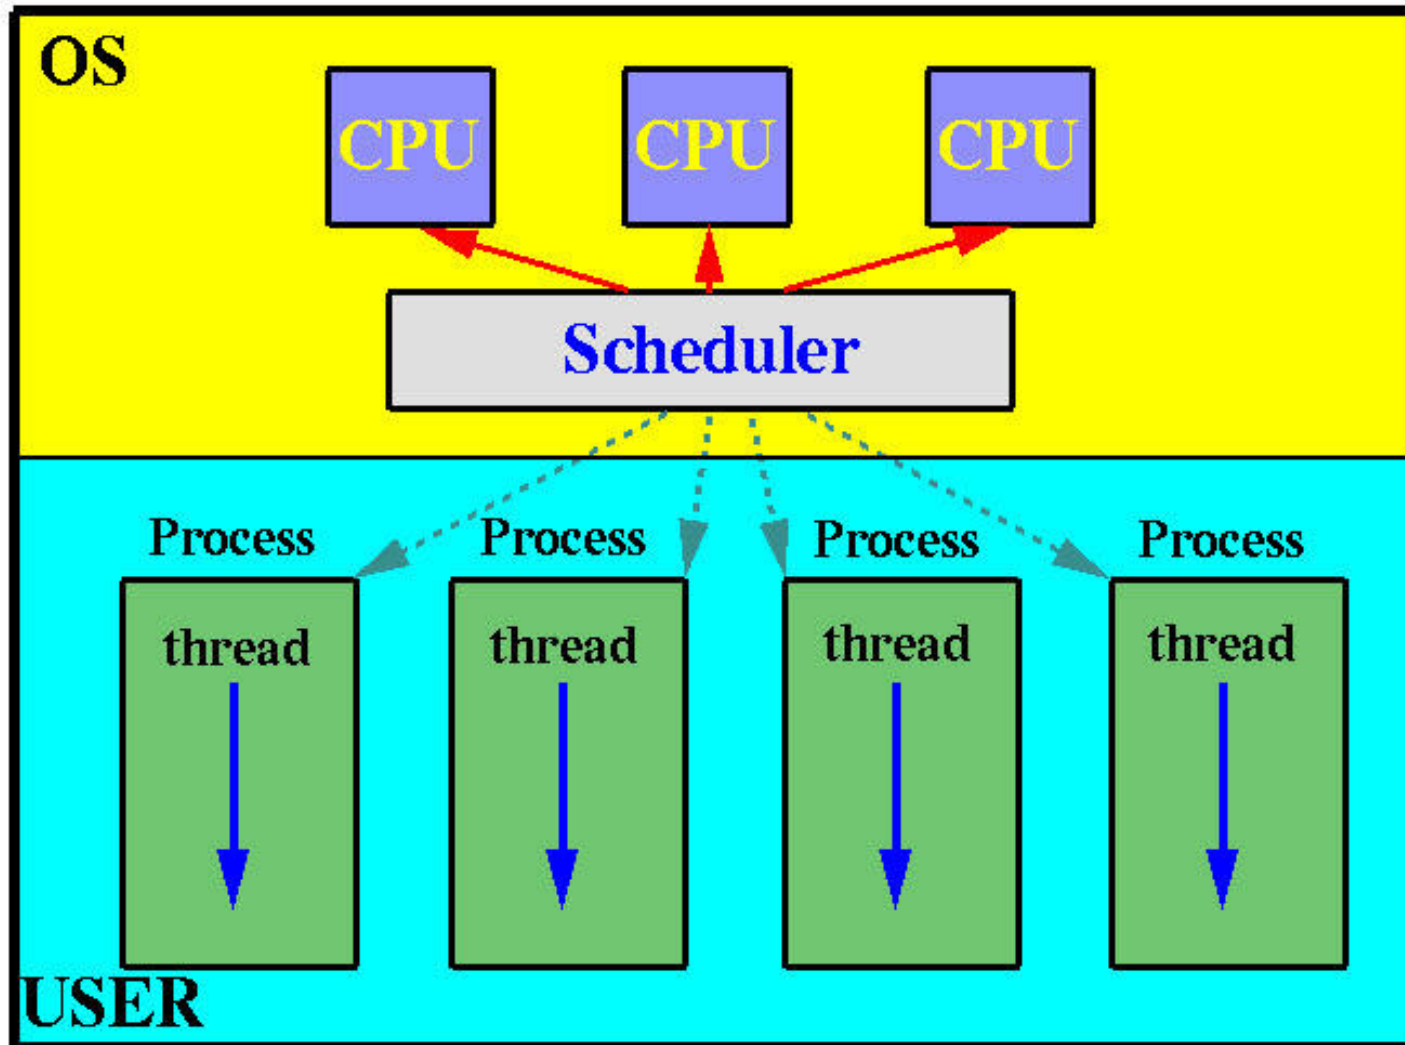 OS
CPU CPU CPU
Scheduler
Process Process Process Process
thread thread thread thread
USER